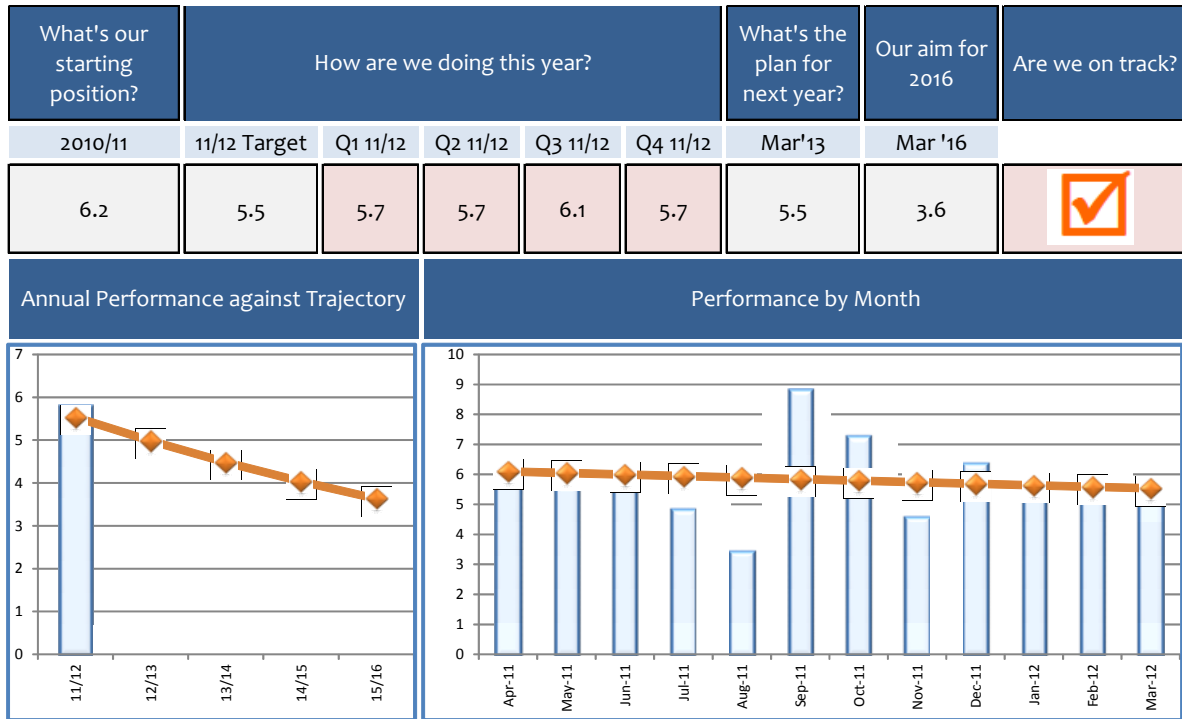 What's our starting position?
How are we doing this year?
What's the plan for next year?
Our aim for 2016
Are we on track?
2010/11
11/12 Target
Q1 11/12
Q2 11/12
Q3 11/12
Q4 11/12
Mar'13
Mar '16
6.2
5.5
5.7
5.7
6.1
5.7
5.5
3.6
Annual Performance against Trajectory
Performance by Month
7
6
5
4
3
2
1
0
11/12
12/13
13/14
14/15
15/16
10
9
8
7
6
5
4
3
2
1
0
Apr-11
May-11
Jun-11
Jul-11
Aug-11
Sep-11
Oct-11
Nov-11
Dec-11
Jan-12
Feb-12
Mar-12